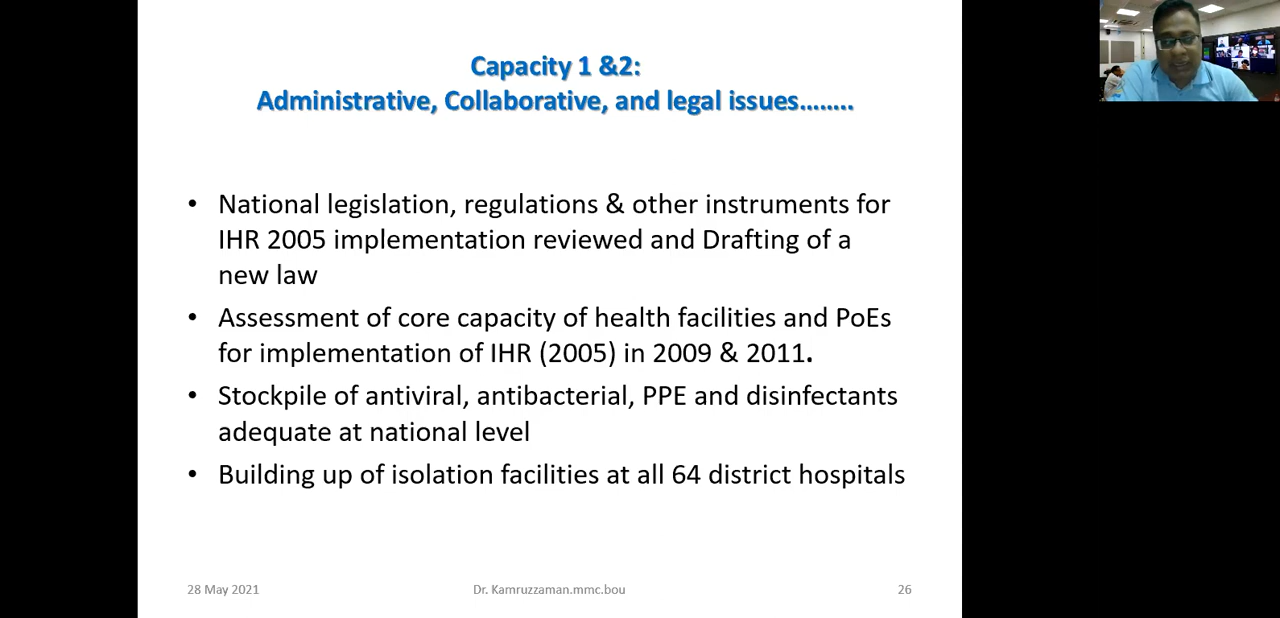 Capacity 1 &2:
Administrative, Collaborative, and legal issues……..
• National legislation, regulations & other instruments for
IHR 2005 implementation reviewed and Drafting of a
new law
• Assessment of core capacity of health facilities and PoEs
for implementation of IHR (2005) in 2009 & 2011.
• Stockpile of antiviral, antibacterial, PPE and disinfectants
adequate at national level
• Building up of isolation facilities at all 64 district hospitals
28 May 2021
Dr. Kamruzzaman.mmc.bou
26